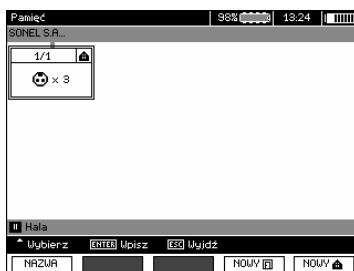 Pamięć 98% 13:24
SONEL S.A...
1/1
x 3
Hala
Wybierz ENTER Wpisz ESC Wyjdź
NAZWA NOWY NOWY